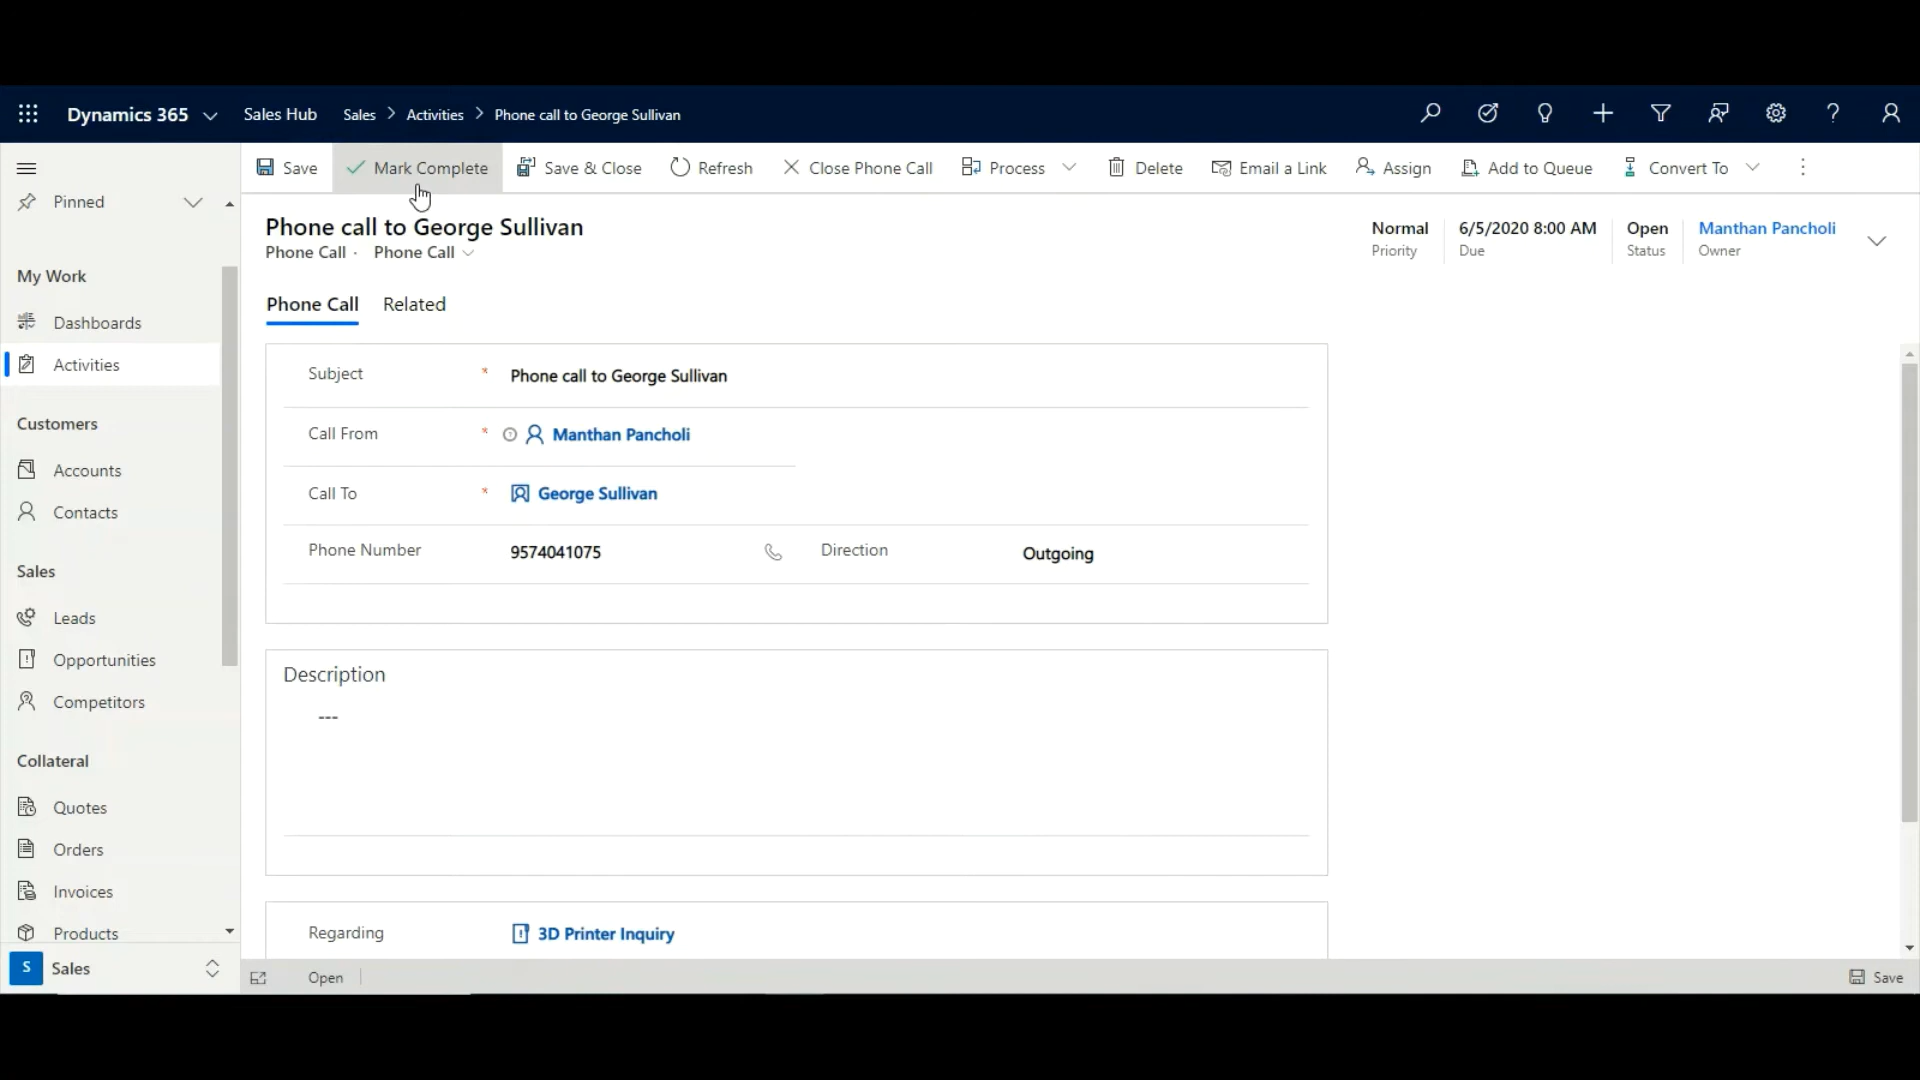 Dynamics 365 Sales Hub Sales > Activities > Phone call to George Sullivan
Save Mark Complete Save & Close Refresh Close Phone Call Process Delete Email a Link Assign Add to Queue Convert To
Pinned
My Work
Dashboards
Activities
Customers
Accounts
Contacts
Sales
Leads
Opportunities
Competitors
Collateral
Quotes
Orders
Invoices
Products
S Sales
Phone call to George Sullivan
Phone Call · Phone Call
Normal
Priority
6/5/2020 8:00 AM
Due
Open
Status
Manthan Pancholi
Owner
Phone Call Related
Subject * Phone call to George Sullivan
Call From * Manthan Pancholi
Call To * George Sullivan
Phone Number 9574041075 Direction Outgoing
Description
---
Regarding 3D Printer Inquiry
Open Save